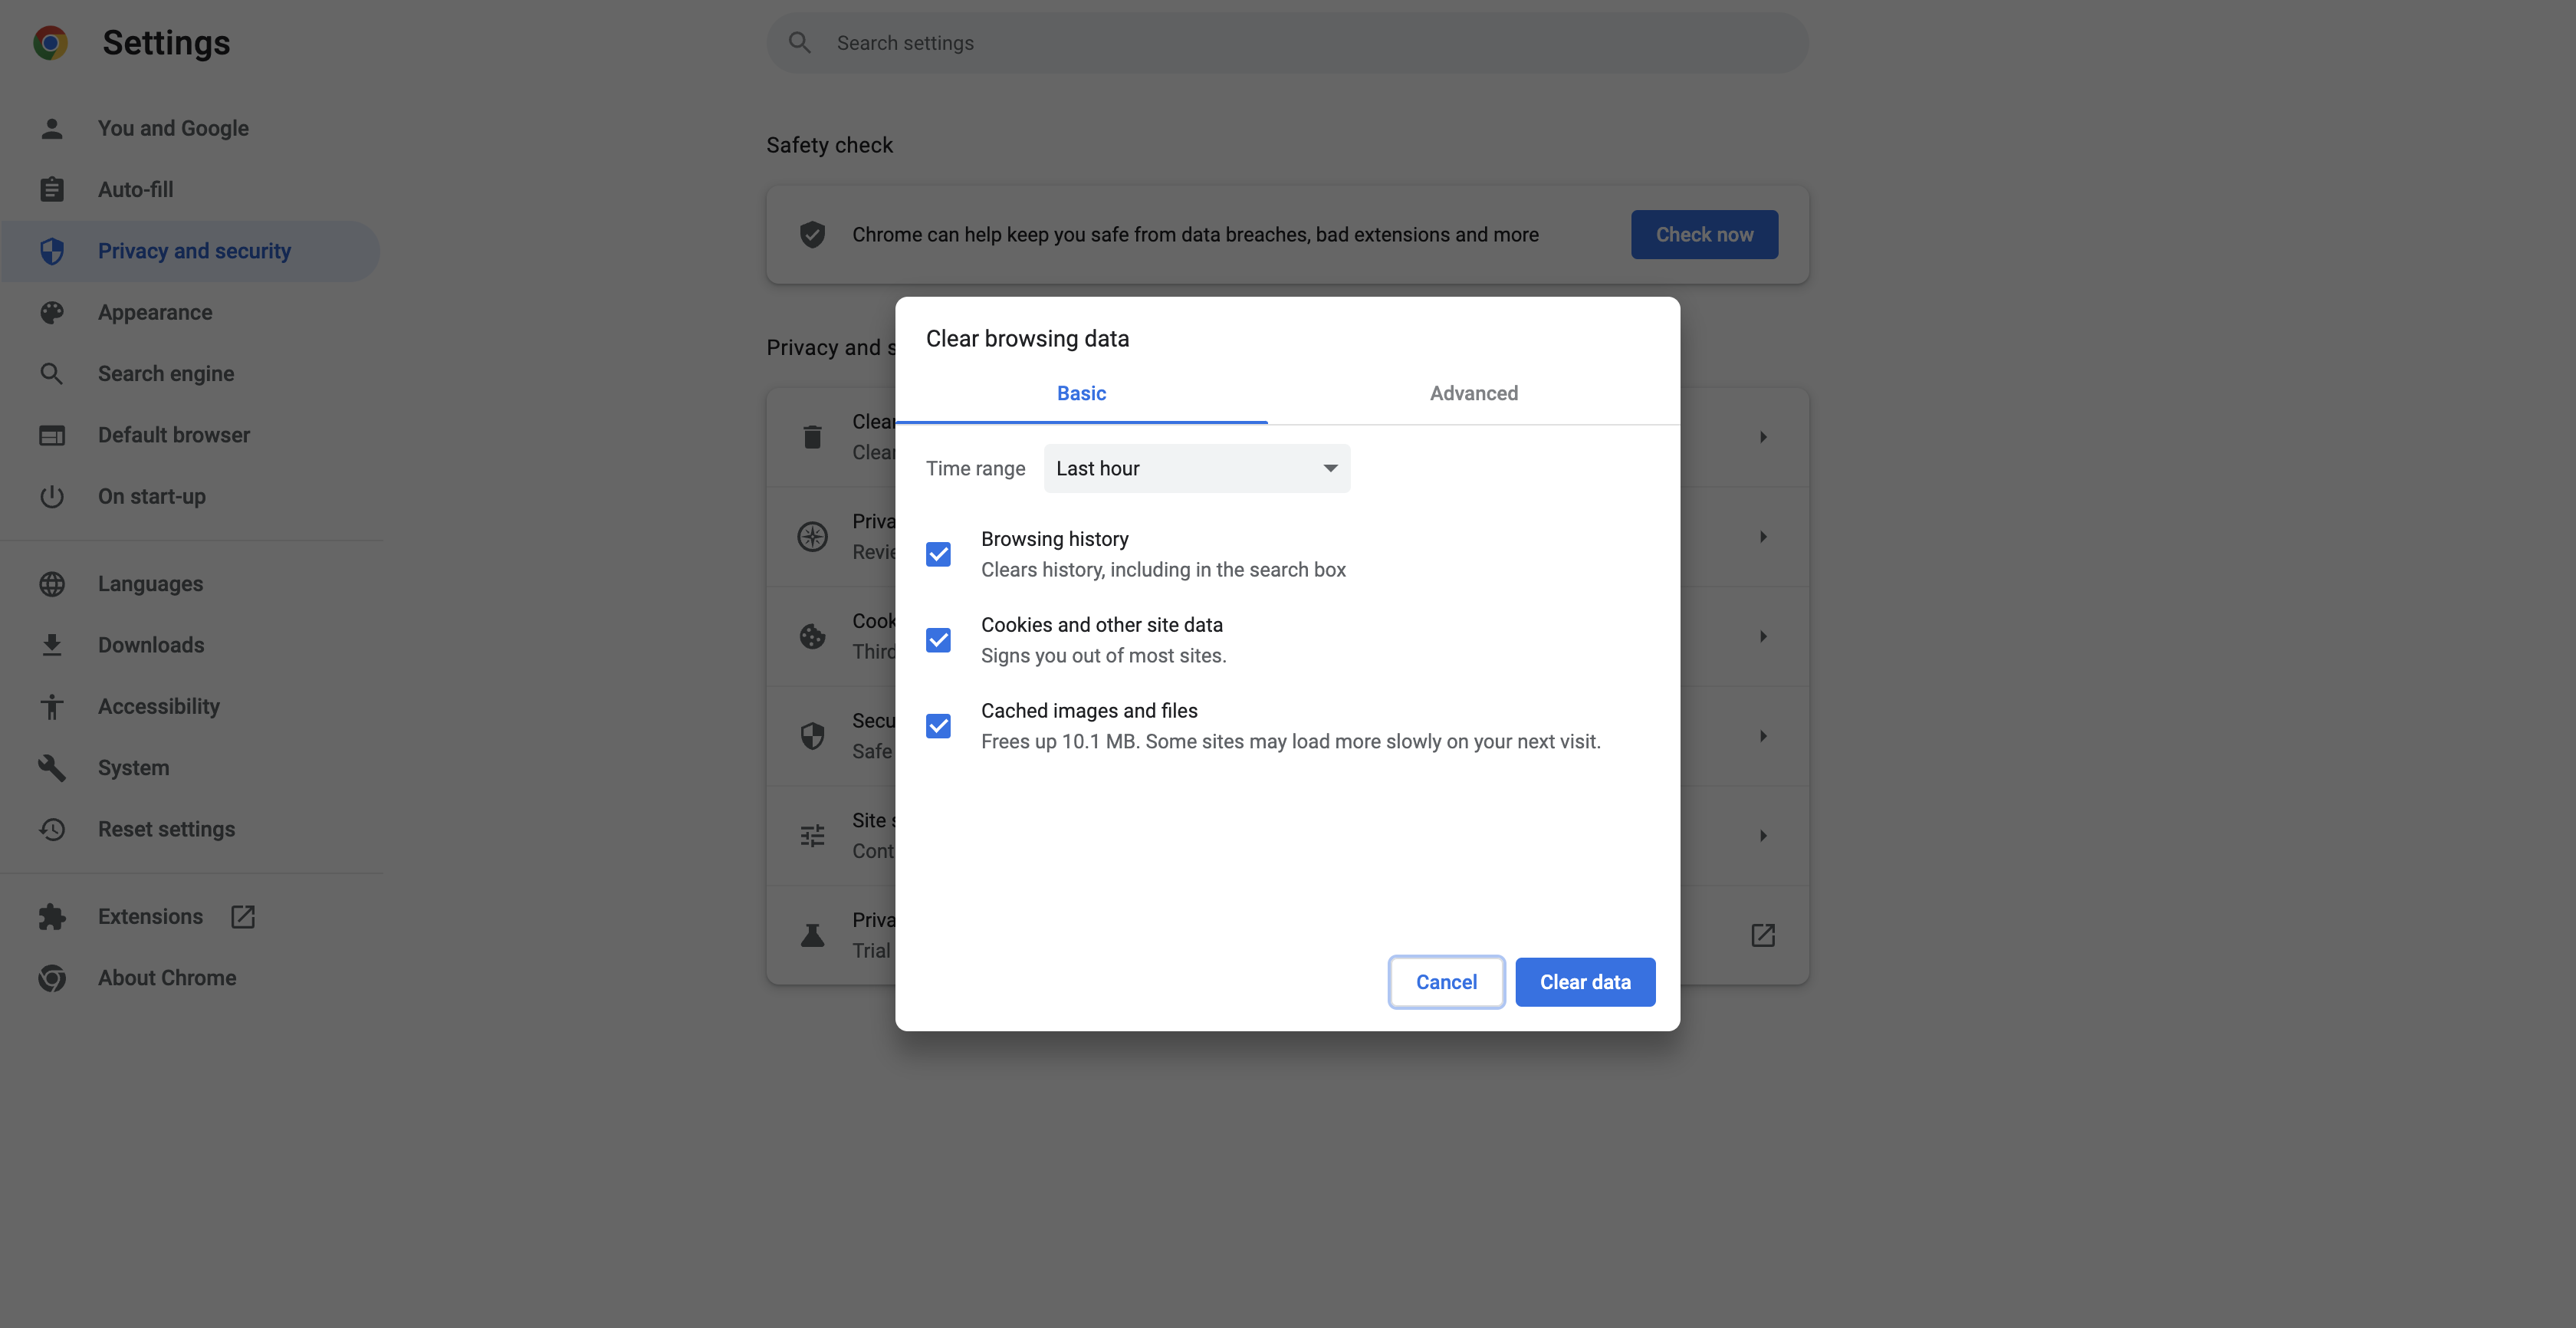 Settings
Search settings
You and Google
Auto-fill
Privacy and security
Appearance
Search engine
Default browser
On start-up
Languages
Downloads
Accessibility
System
Reset settings
Extensions
About Chrome
Safety check
Chrome can help keep you safe from data breaches, bad extensions and more
Check now
Privacy and s
Clear
Clear
Priva
Revie
Cook
Third
Secu
Safe
Site s
Cont
Priva
Trial
Clear browsing data
Basic
Advanced
Time range
Last hour
Browsing history
Clears history, including in the search box
Cookies and other site data
Signs you out of most sites.
Cached images and files
Frees up 10.1 MB. Some sites may load more slowly on your next visit.
Cancel
Clear data